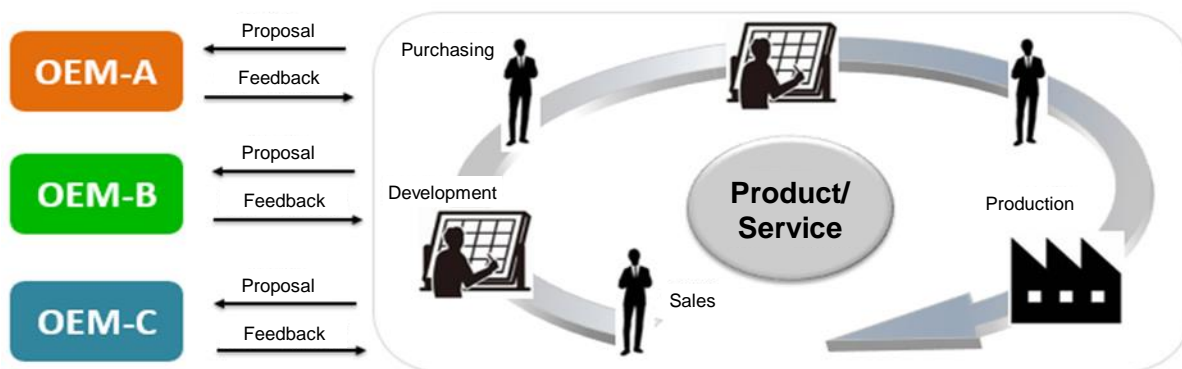 OEM-A
Proposal
Feedback
OEM-B
Proposal
Feedback
OEM-C
Proposal
Feedback
Purchasing
Development
Sales
Product/
Service
Production